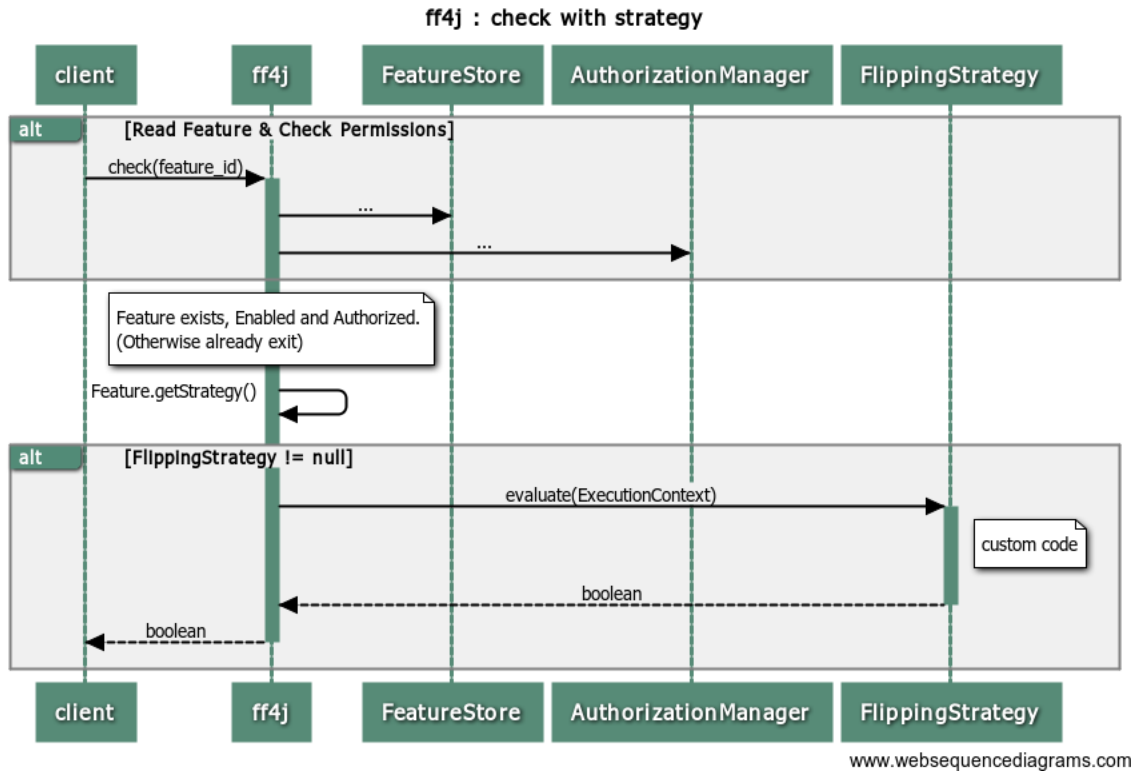 ff4j : check with strategy
client ff4j FeatureStore AuthorizationManager FlippingStrategy
alt [Read Feature & Check Permissions]
check(feature_id)
...
...
Feature exists, Enabled and Authorized.
(Otherwise already exit)
Feature.getStrategy()
alt [FlippingStrategy != null]
evaluate(ExecutionContext)
custom code
boolean
boolean
client ff4j FeatureStore AuthorizationManager FlippingStrategy
www.websequencediagrams.com